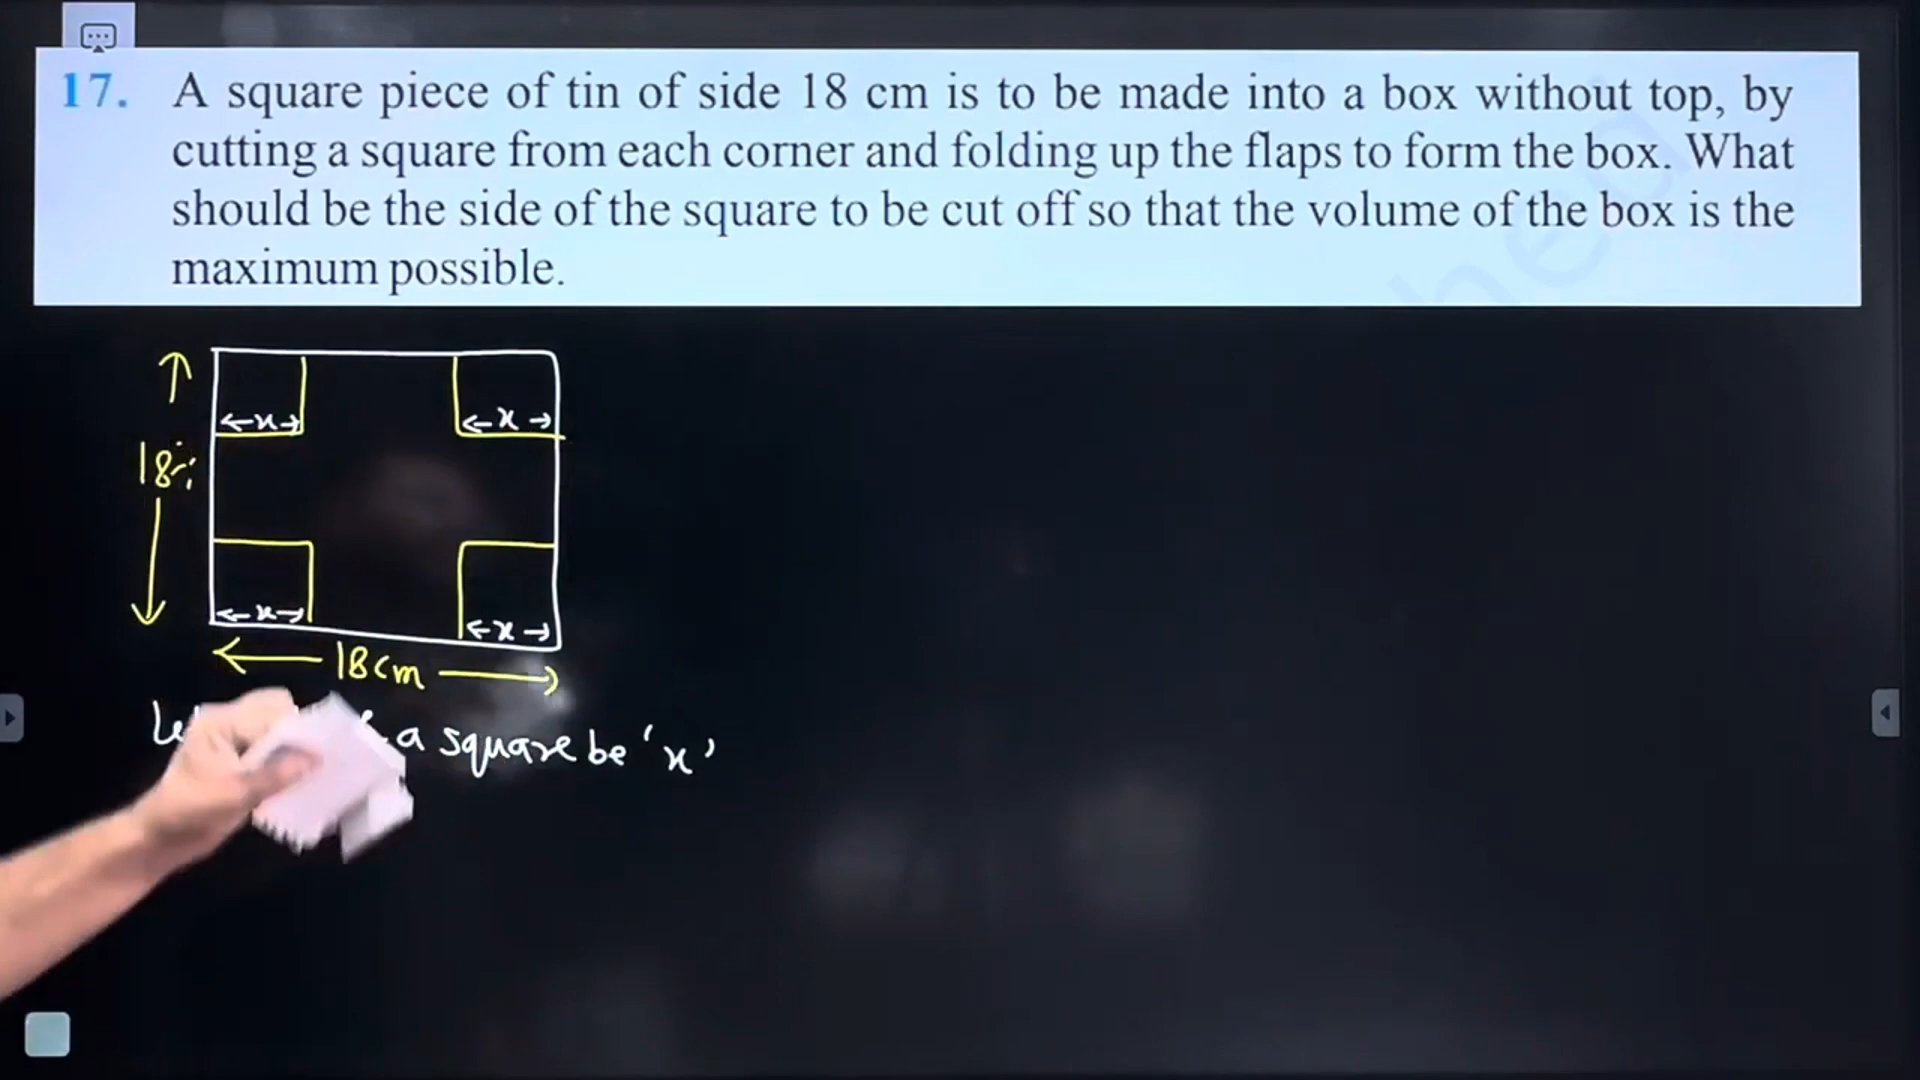 17. A square piece of tin of side 18 cm is to be made into a box without top, by
cutting a square from each corner and folding up the flaps to form the box. What
should be the side of the square to be cut off so that the volume of the box is the
maximum possible.
←x→ ←x→
18
←x→ ←x→
18cm
a square be 'x'